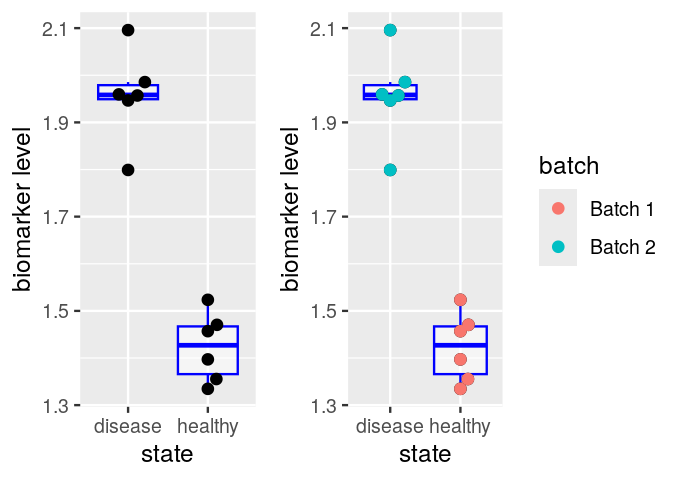 2.1
1.9
1.7
1.5
1.3
biomarker level
disease healthy
state
2.1
1.9
1.7
1.5
1.3
biomarker level
disease healthy
state
batch
Batch 1
Batch 2